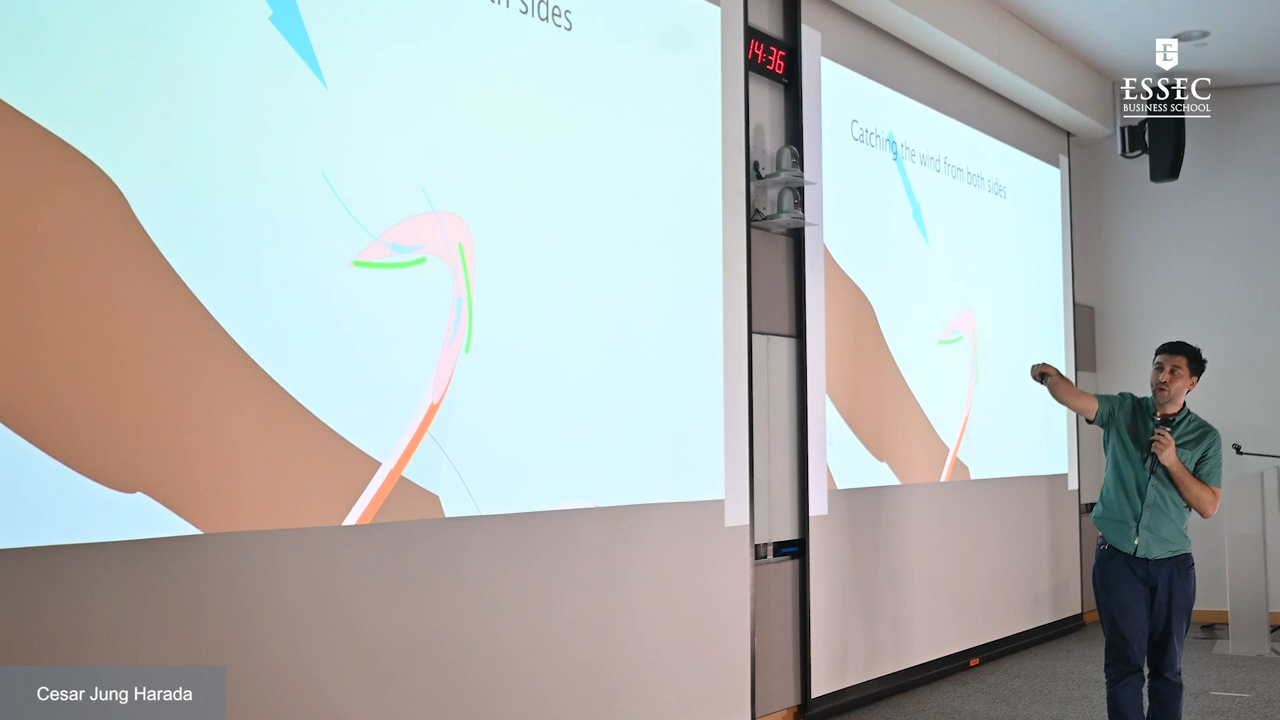 sides
14:36
ESSEC
BUSINESS SCHOOL
Catching the wind from both sides
Cesar Jung Harada